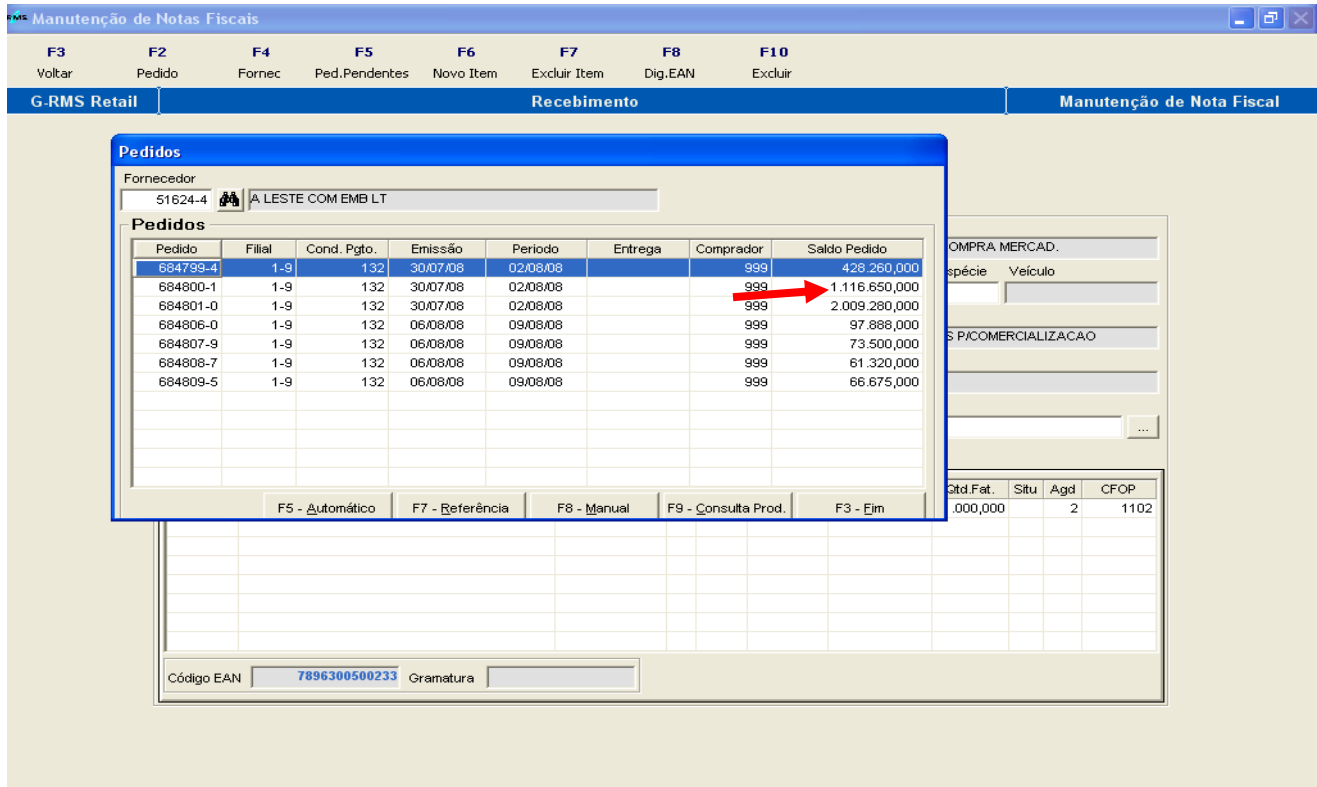 RMS Manutenção de Notas Fiscais
F3 F2 F4 F5 F6 F7 F8 F10
Voltar Pedido Fornec Ped.Pendentes Novo Item Excluir Item Dig.EAN Excluir
G-RMS Retail Recebimento Manutenção de Nota Fiscal
Pedidos
Fornecedor
51624-4 A LESTE COM EMB LT
Pedidos
Pedido Filial Cond. Pgto. Emissão Periodo Entrega Comprador Saldo Pedido
684799-4 1-9 132 30/07/08 02/08/08 999 428.260,000
684800-1 1-9 132 30/07/08 02/08/08 999 1.116.650,000
684801-0 1-9 132 30/07/08 02/08/08 999 2.009.280,000
684806-0 1-9 132 06/08/08 09/08/08 999 97.888,000
684807-9 1-9 132 06/08/08 09/08/08 999 73.500,000
684808-7 1-9 132 06/08/08 09/08/08 999 61.320,000
684809-5 1-9 132 06/08/08 09/08/08 999 66.675,000
F5 - Automático F7 - Referência F8 - Manual F9 - Consulta Prod. F3 - Fim
OMPRA MERCAD.
spécie Veículo
S P/COMERCIALIZACAO
...
Qtd.Fat. Situ Agd CFOP
.000,000 2 1102
Código EAN 7896300500233 Gramatura